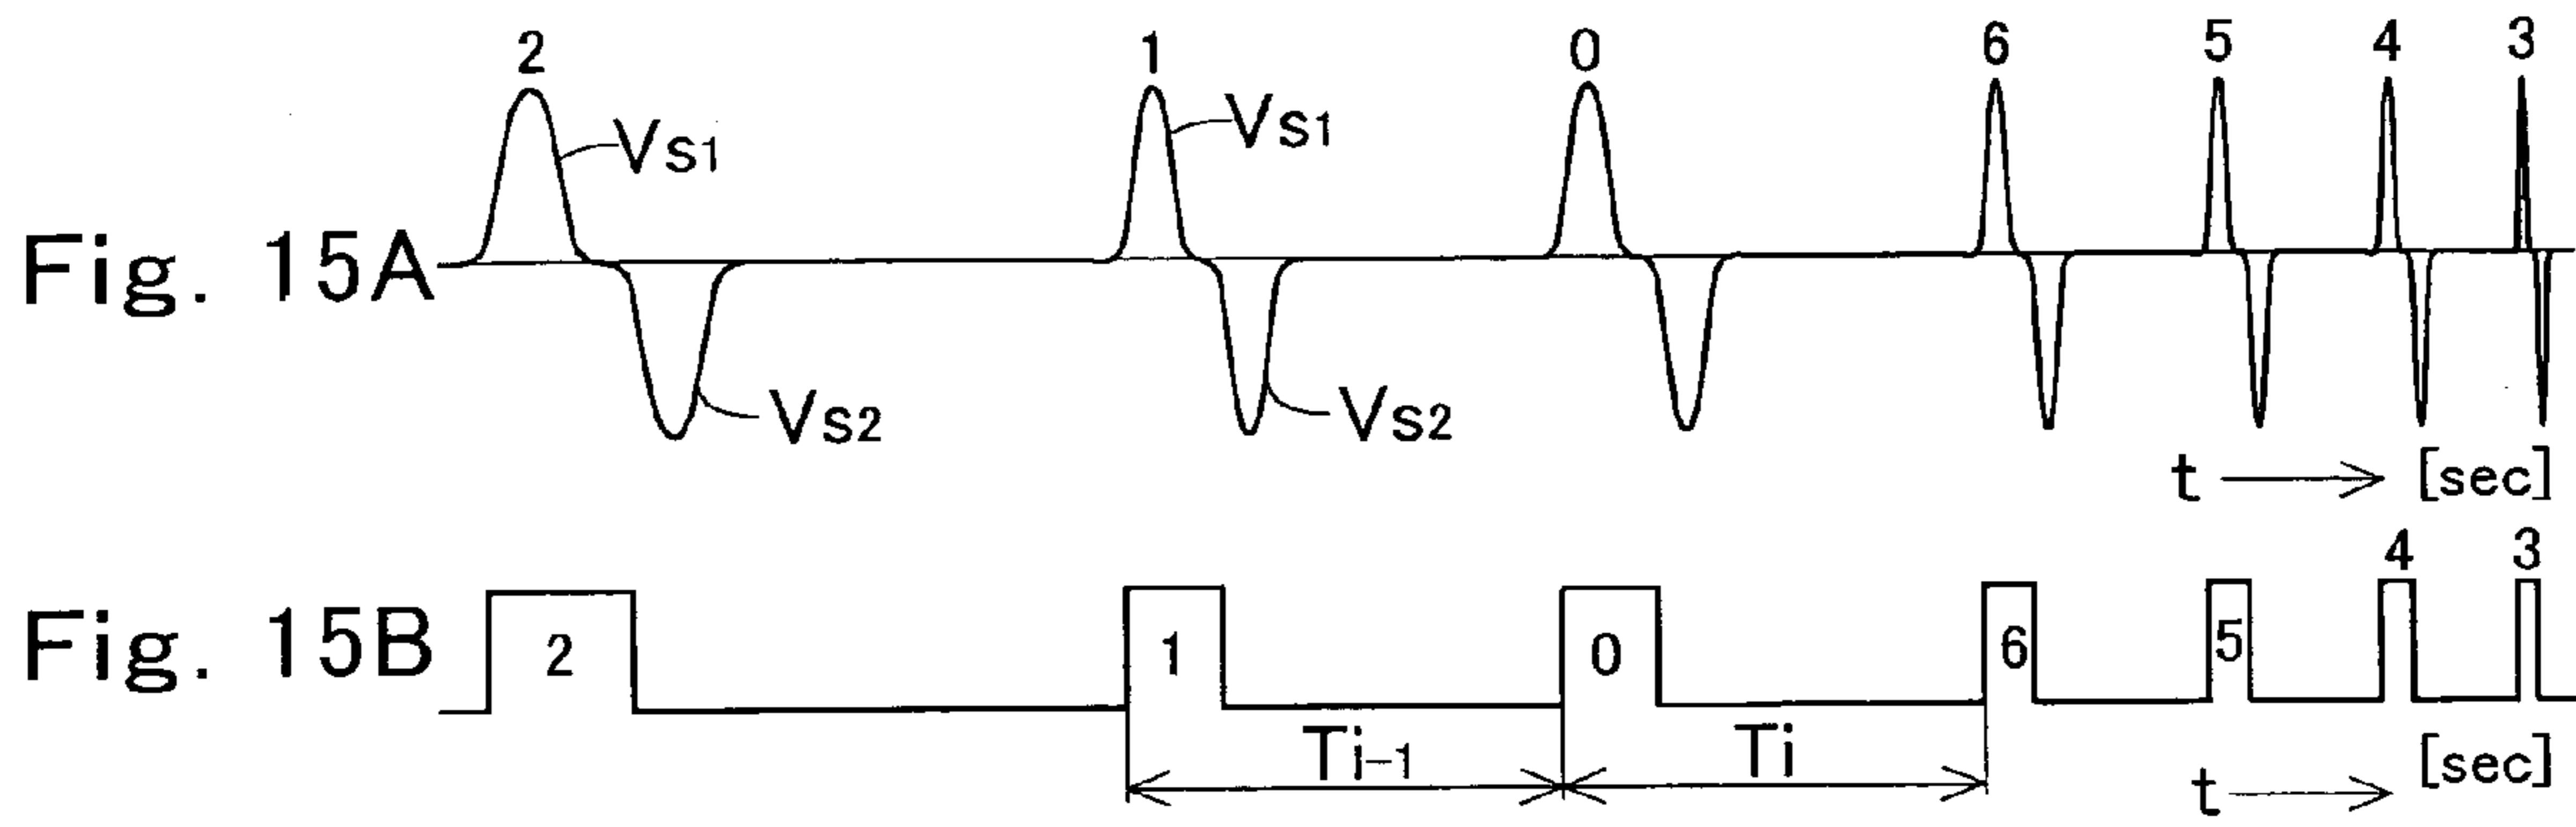 2 1 0 6 5 4 3
VS1 VS1
Fig. 15A
VS2 VS2
t [sec]
4 3
Fig. 15B 2 1 0 6 5
Ti-1 Ti
t [sec]